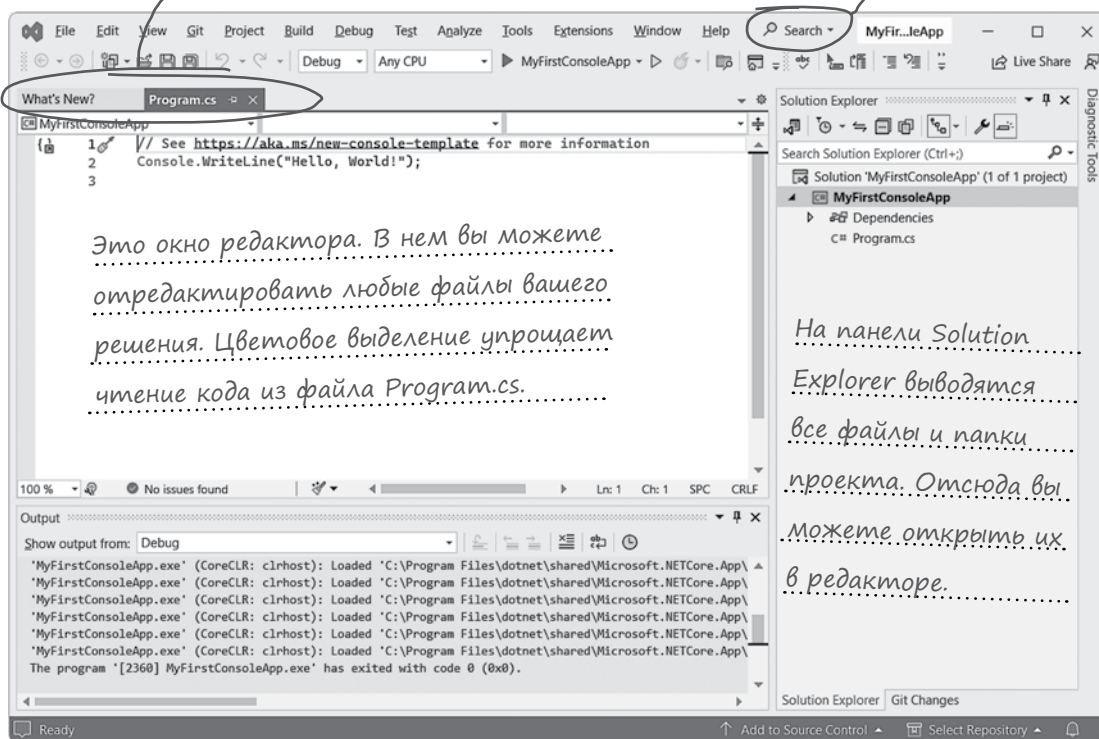 File Edit View Git Project Build Debug Test Analyze Tools Extensions Window Help Search MyFir...leApp
Debug Any CPU MyFirstConsoleApp Live Share
What's New? Program.cs
MyFirstConsoleApp
1 // See https://aka.ms/new-console-template for more information
2 Console.WriteLine("Hello, World!");
3
Это окно редактора. В нем вы можете
отредактировать любые файлы вашего
решения. Цветовое выделение упрощает
чтение кода из файла Program.cs.
100 % No issues found Ln: 1 Ch: 1 SPC CRLF
Output
Show output from: Debug
'MyFirstConsoleApp.exe' (CoreCLR: clrhost): Loaded 'C:\Program Files\dotnet\shared\Microsoft.NETCore.App\
'MyFirstConsoleApp.exe' (CoreCLR: clrhost): Loaded 'C:\Program Files\dotnet\shared\Microsoft.NETCore.App\
'MyFirstConsoleApp.exe' (CoreCLR: clrhost): Loaded 'C:\Program Files\dotnet\shared\Microsoft.NETCore.App\
'MyFirstConsoleApp.exe' (CoreCLR: clrhost): Loaded 'C:\Program Files\dotnet\shared\Microsoft.NETCore.App\
'MyFirstConsoleApp.exe' (CoreCLR: clrhost): Loaded 'C:\Program Files\dotnet\shared\Microsoft.NETCore.App\
'MyFirstConsoleApp.exe' (CoreCLR: clrhost): Loaded 'C:\Program Files\dotnet\shared\Microsoft.NETCore.App\
The program '[2360] MyFirstConsoleApp.exe' has exited with code 0 (0x0).
Solution Explorer
Search Solution Explorer (Ctrl+;)
Solution 'MyFirstConsoleApp' (1 of 1 project)
C# MyFirstConsoleApp
Dependencies
C# Program.cs
На панели Solution
Explorer выводятся
все файлы и папки
проекта. Отсюда вы
можете открыть их
в редакторе.
Solution Explorer Git Changes
Diagnostic Tools
Ready Add to Source Control Select Repository